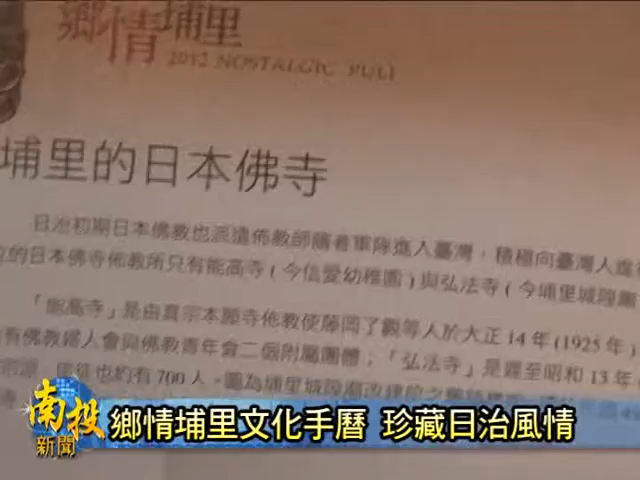 鄉情埔里
2012 NOSTALGIC PULI
埔里的日本佛寺
日治初期日本佛教也派遣佈教師隨著軍隊進入臺灣，積極向臺灣人進
的日本佛寺佈教所只有能高寺（今信愛幼稚園）與弘法寺（今埔里城隍廟
「能高寺」是由真宗本願寺佈教使藤岡了觀等人於大正14年(1925年)
有佛教婦人會與佛教青年會二個附屬團體；「弘法寺」是遲至昭和13年
信徒也約有700人。圖為埔里城隍廟改建前之
南投
新聞
鄉情埔里文化手曆 珍藏日治風情